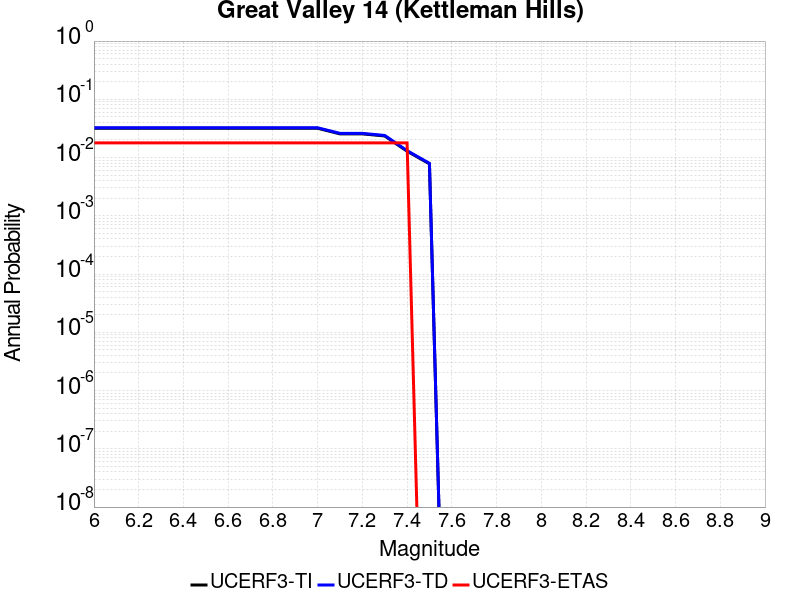 Great Valley 14 (Kettleman Hills)
10^0
10^-1
10^-2
10^-3
10^-4
10^-5
10^-6
10^-7
10^-8
Annual Probability
6 6.2 6.4 6.6 6.8 7 7.2 7.4 7.6 7.8 8 8.2 8.4 8.6 8.8 9
Magnitude
UCERF3-TI UCERF3-TD UCERF3-ETAS